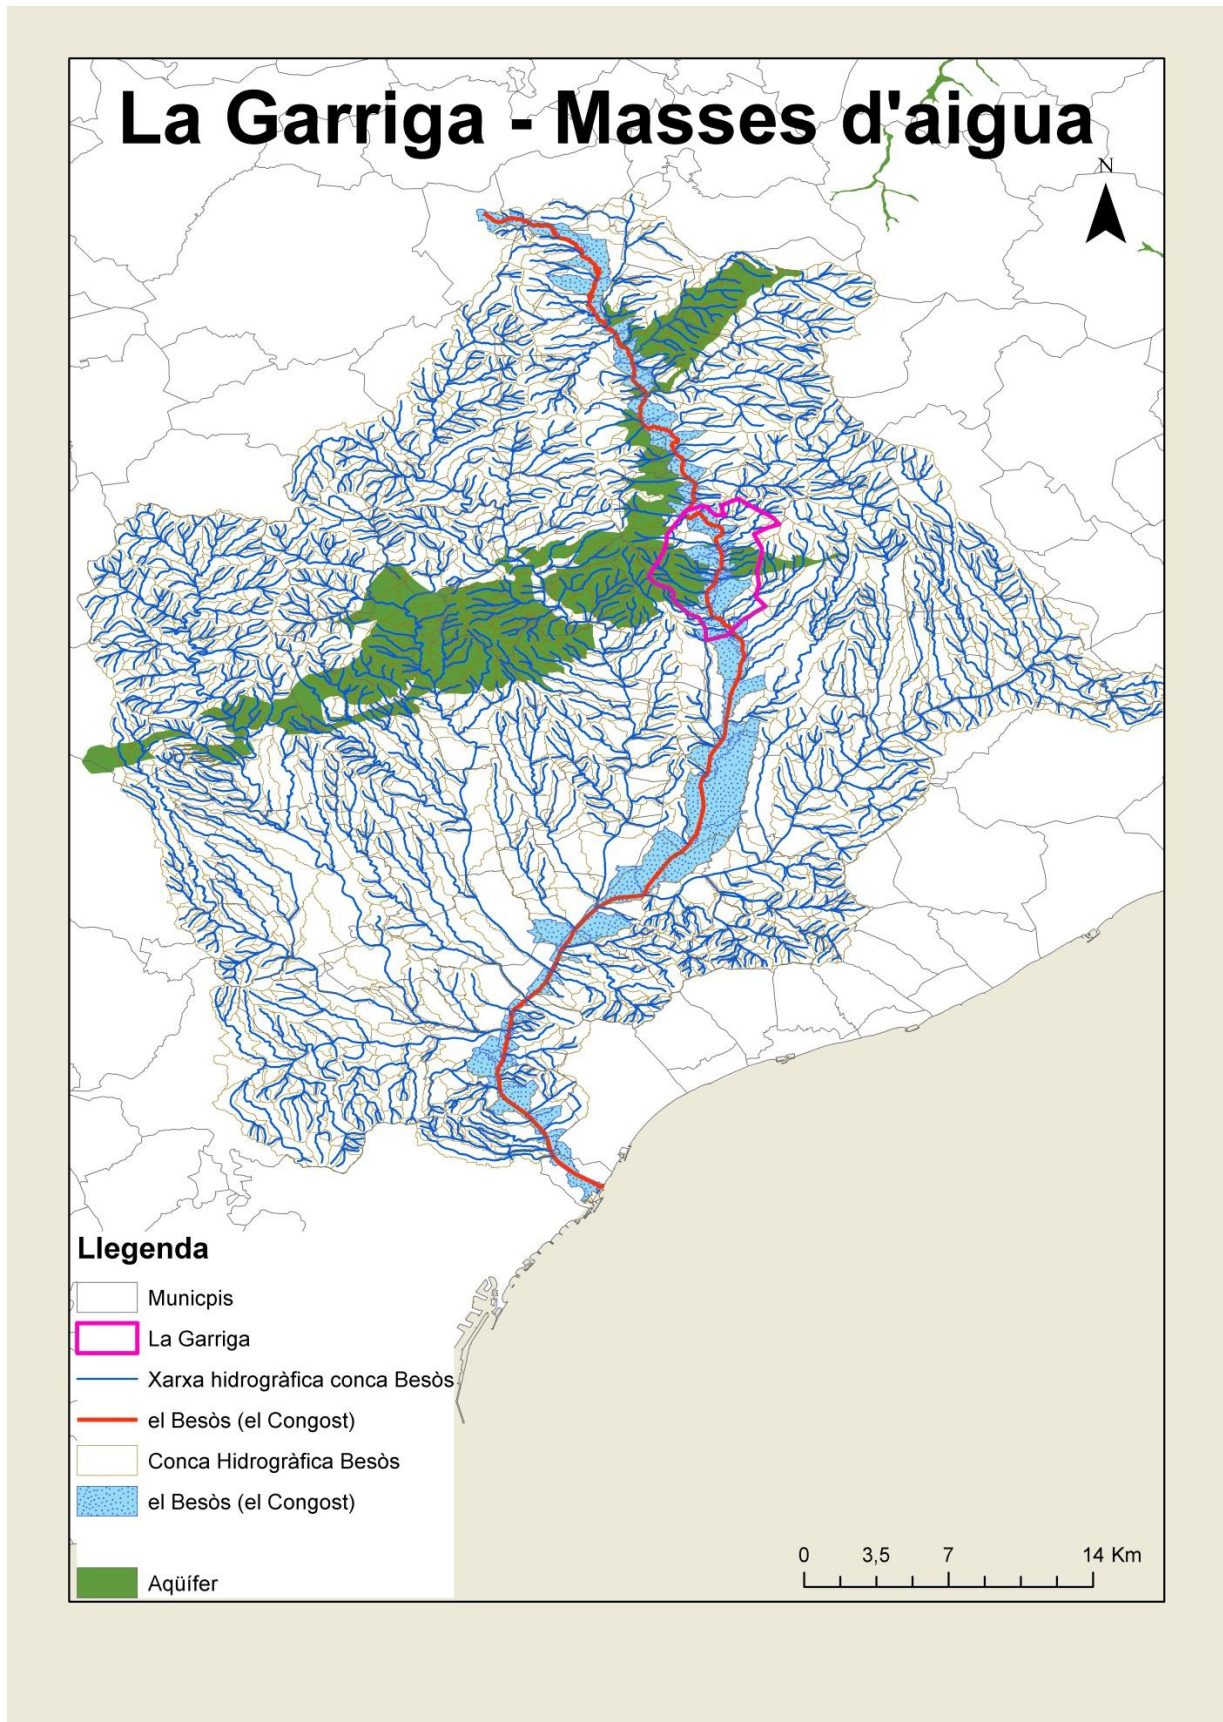 La Garriga - Masses d'aigua
N
Llegenda
Municpis
La Garriga
Xarxa hidrogràfica conca Besòs
el Besòs (el Congost)
Conca Hidrogràfica Besòs
el Besòs (el Congost)
Aqüífer
0 3,5 7 14 Km